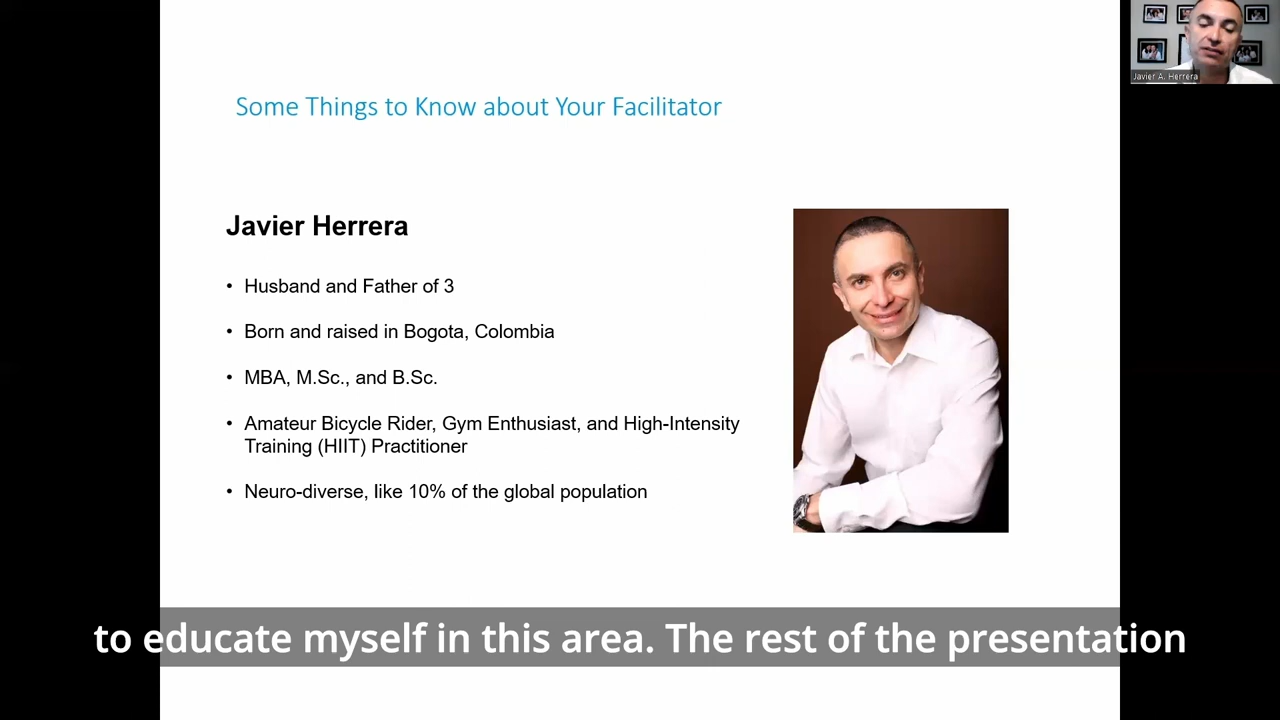 Javier A. Herrera
Some Things to Know about Your Facilitator
Javier Herrera
• Husband and Father of 3
• Born and raised in Bogota, Colombia
• MBA, M.Sc., and B.Sc.
• Amateur Bicycle Rider, Gym Enthusiast, and High-Intensity
Training (HIIT) Practitioner
• Neuro-diverse, like 10% of the global population
to educate myself in this area. The rest of the presentation